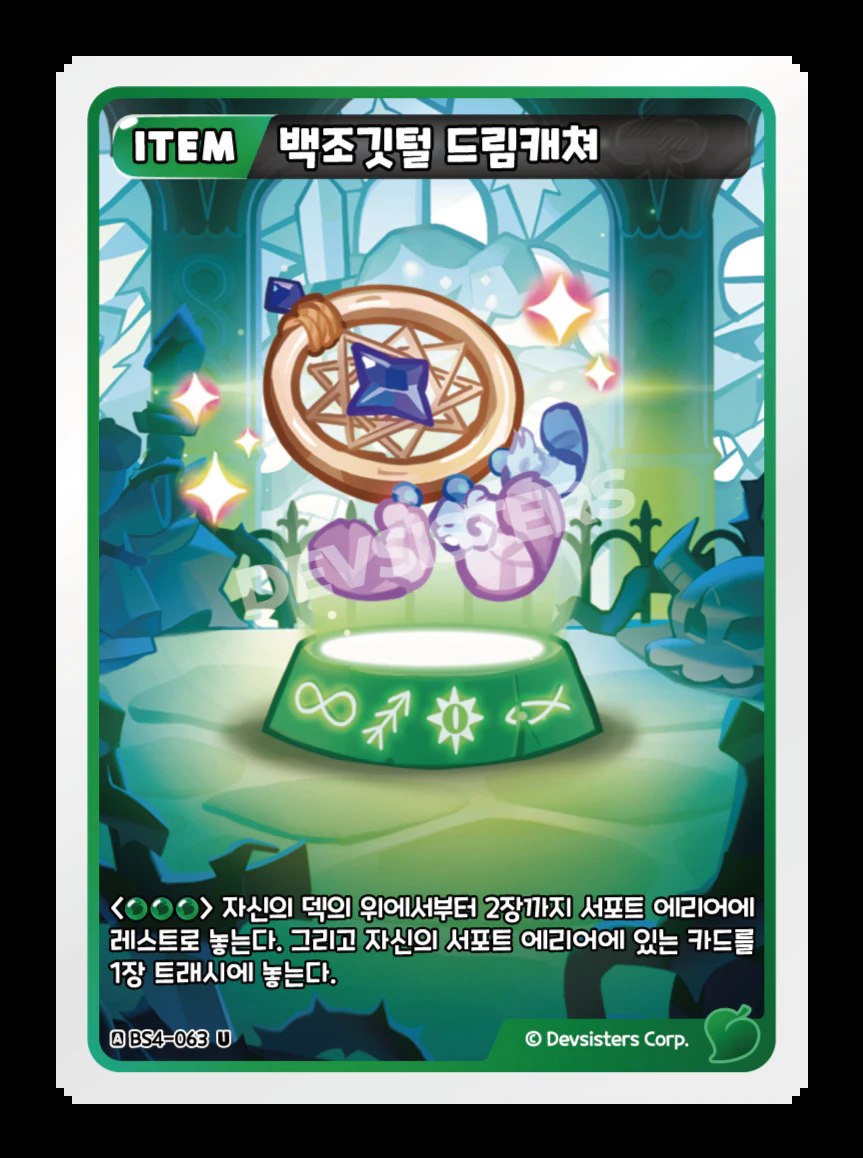 ITEM 백조깃털 드림캐쳐
DEVSISTERS
< > 자신의 덱의 위에서부터 2장까지 서포트 에리어에
레스트로 놓는다. 그리고 자신의 서포트 에리어에 있는 카드를
1장 트래시에 놓는다.
A BS4-063 U
© Devsisters Corp.